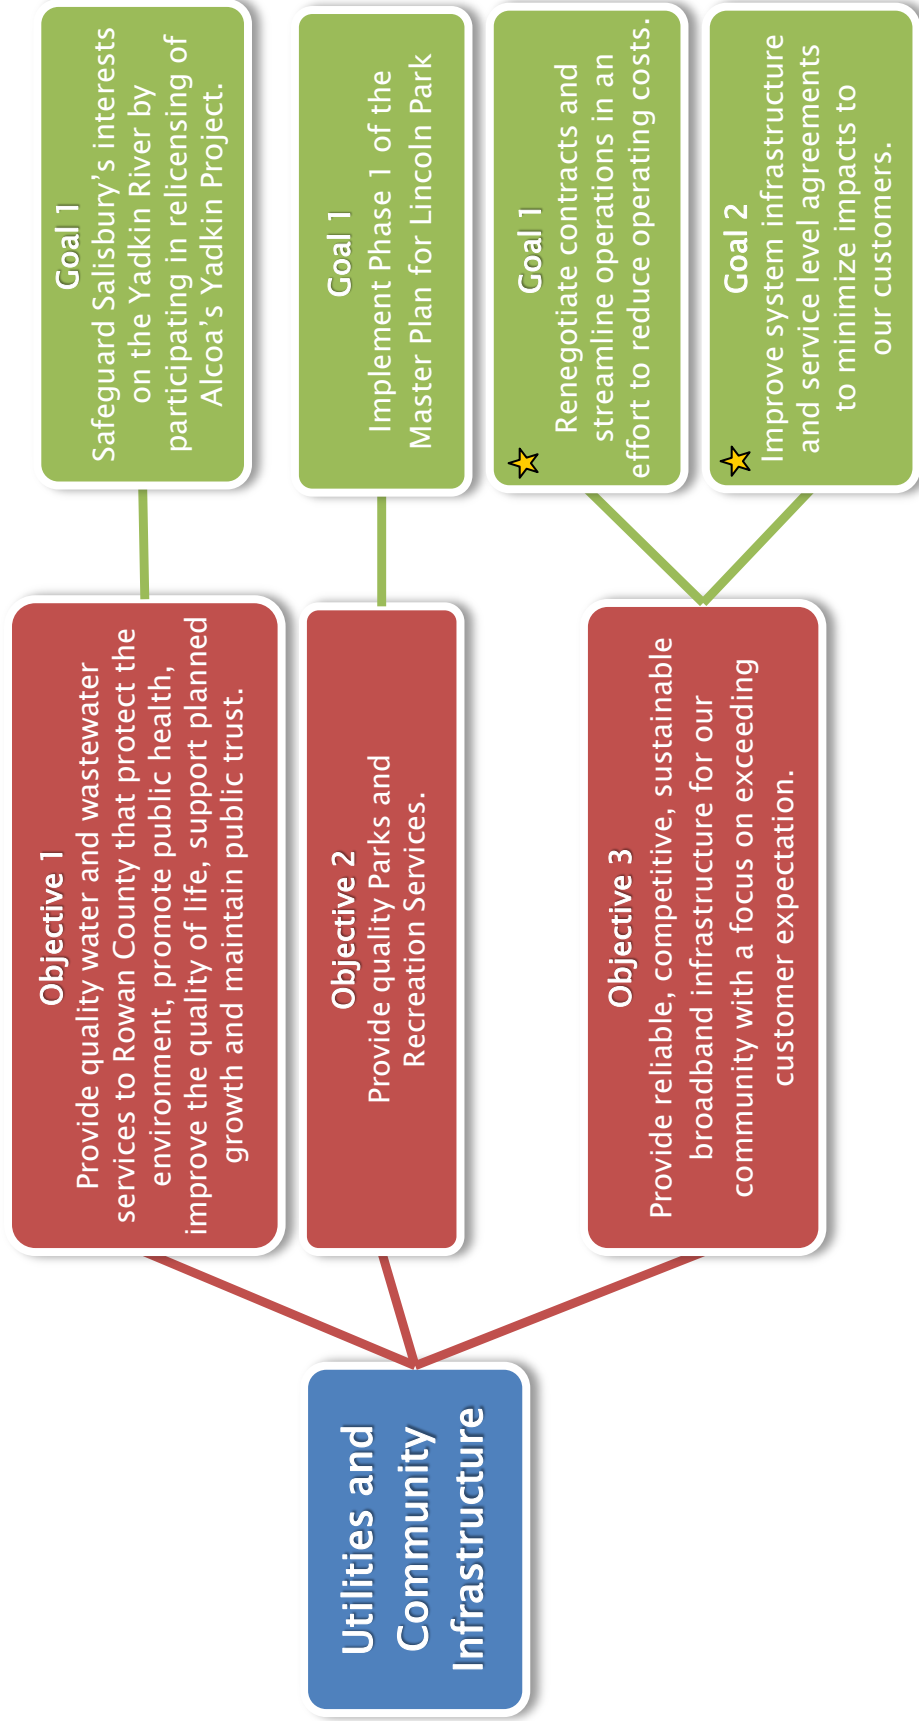 Utilities and
Community
Infrastructure
Objective 1
Provide quality water and wastewater
services to Rowan County that protect the
environment, promote public health,
improve the quality of life, support planned
growth and maintain public trust.
Goal 1
Safeguard Salisbury’s interests
on the Yadkin River by
participating in relicensing of
Alcoa’s Yadkin Project.
Objective 2
Provide quality Parks and
Recreation Services.
Goal 1
Implement Phase 1 of the
Master Plan for Lincoln Park
Objective 3
Provide reliable, competitive, sustainable
broadband infrastructure for our
community with a focus on exceeding
customer expectation.
Goal 1
Renegotiate contracts and
streamline operations in an
effort to reduce operating costs.
Goal 2
Improve system infrastructure
and service level agreements
to minimize impacts to
our customers.